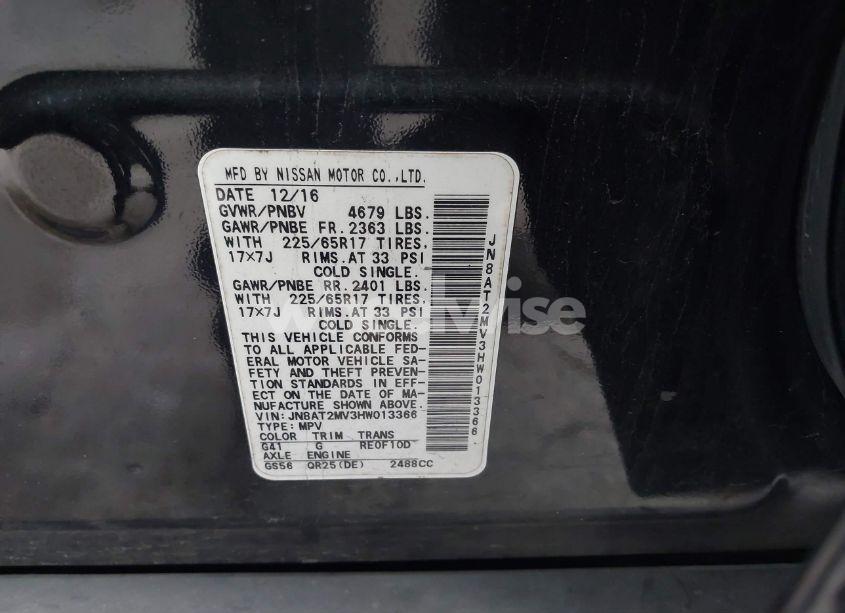 MFD BY NISSAN MOTOR CO.,LTD.
DATE 12/16
GVWR/PNBV 4679 LBS.
GAWR/PNBE FR. 2363 LBS.
WITH 225/65R17 TIRES,
17×7J RIMS.AT 33 PSI
COLD SINGLE.
GAWR/PNBE RR. 2401 LBS.
WITH 225/65R17 TIRES,
17×7J RIMS.AT 33 PSI
COLD SINGLE.
THIS VEHICLE CONFORMS
TO ALL APPLICABLE FED-
ERAL MOTOR VEHICLE SA-
FETY AND THEFT PREVEN-
TION STANDARDS IN EFF-
ECT ON THE DATE OF MA-
NUFACTURE SHOWN ABOVE.
VIN: JN8AT2MV3HW013366
TYPE: MPV
COLOR TRIM TRANS
G41 G RE0F10D
AXLE ENGINE
GS56 QR25(DE) 2488CC
JN8AT2MV3HW013366